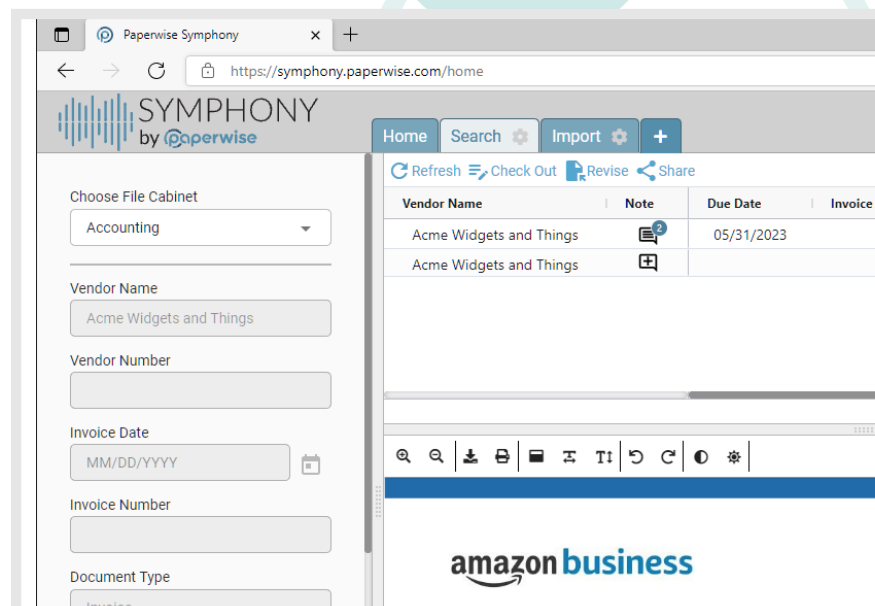 Paperwise Symphony
https://symphony.paperwise.com/home
SYMPHONY
by paperwise
Home Search Import +
Refresh Check Out Revise Share
Choose File Cabinet
Accounting
Vendor Name Note Due Date Invoice
Acme Widgets and Things 2 05/31/2023
Acme Widgets and Things
Vendor Name
Acme Widgets and Things
Vendor Number
Invoice Date
MM/DD/YYYY
Invoice Number
Document Type
Invoice
amazon business